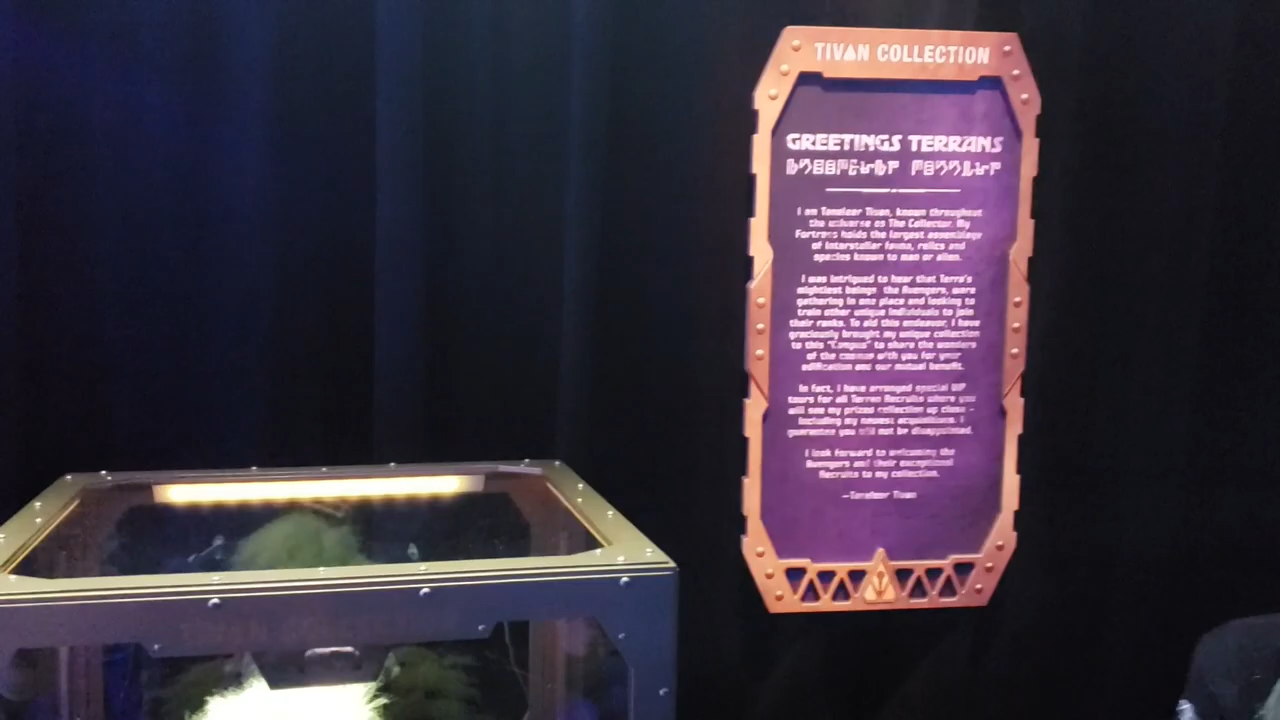 TIVAN COLLECTION
GREETINGS TERRANS
I am Taneleer Tivan, known throughout
the universe as The Collector. My
Fortress holds the largest assemblage
of interstellar fauna, relics and
species known to man or alien.
I was intrigued to hear that Terra's
mightiest beings, the Avengers, were
gathering in one place and looking to
train other unique individuals to join
their ranks. To aid this endeavor, I have
graciously brought my unique collection
to this "Campus" to share the wonders
of the cosmos with you for your
edification and our mutual benefit.
In fact, I have arranged special VIP
tours for all Terran Recruits where you
will see my prized collection up close -
including my newest acquisitions. I
guarantee you will not be disappointed.
I look forward to welcoming the
Avengers and their exceptional
Recruits to my collection.
—Taneleer Tivan